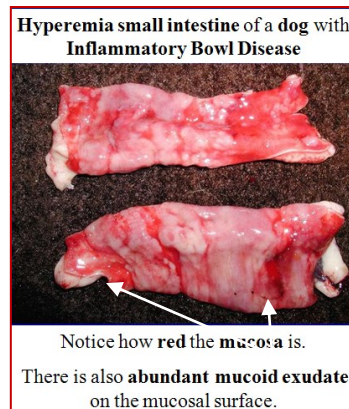 Hyperemia small intestine of a dog with
Inflammatory Bowl Disease
Notice how red the mucosa is.
There is also abundant mucoid exudate
on the mucosal surface.